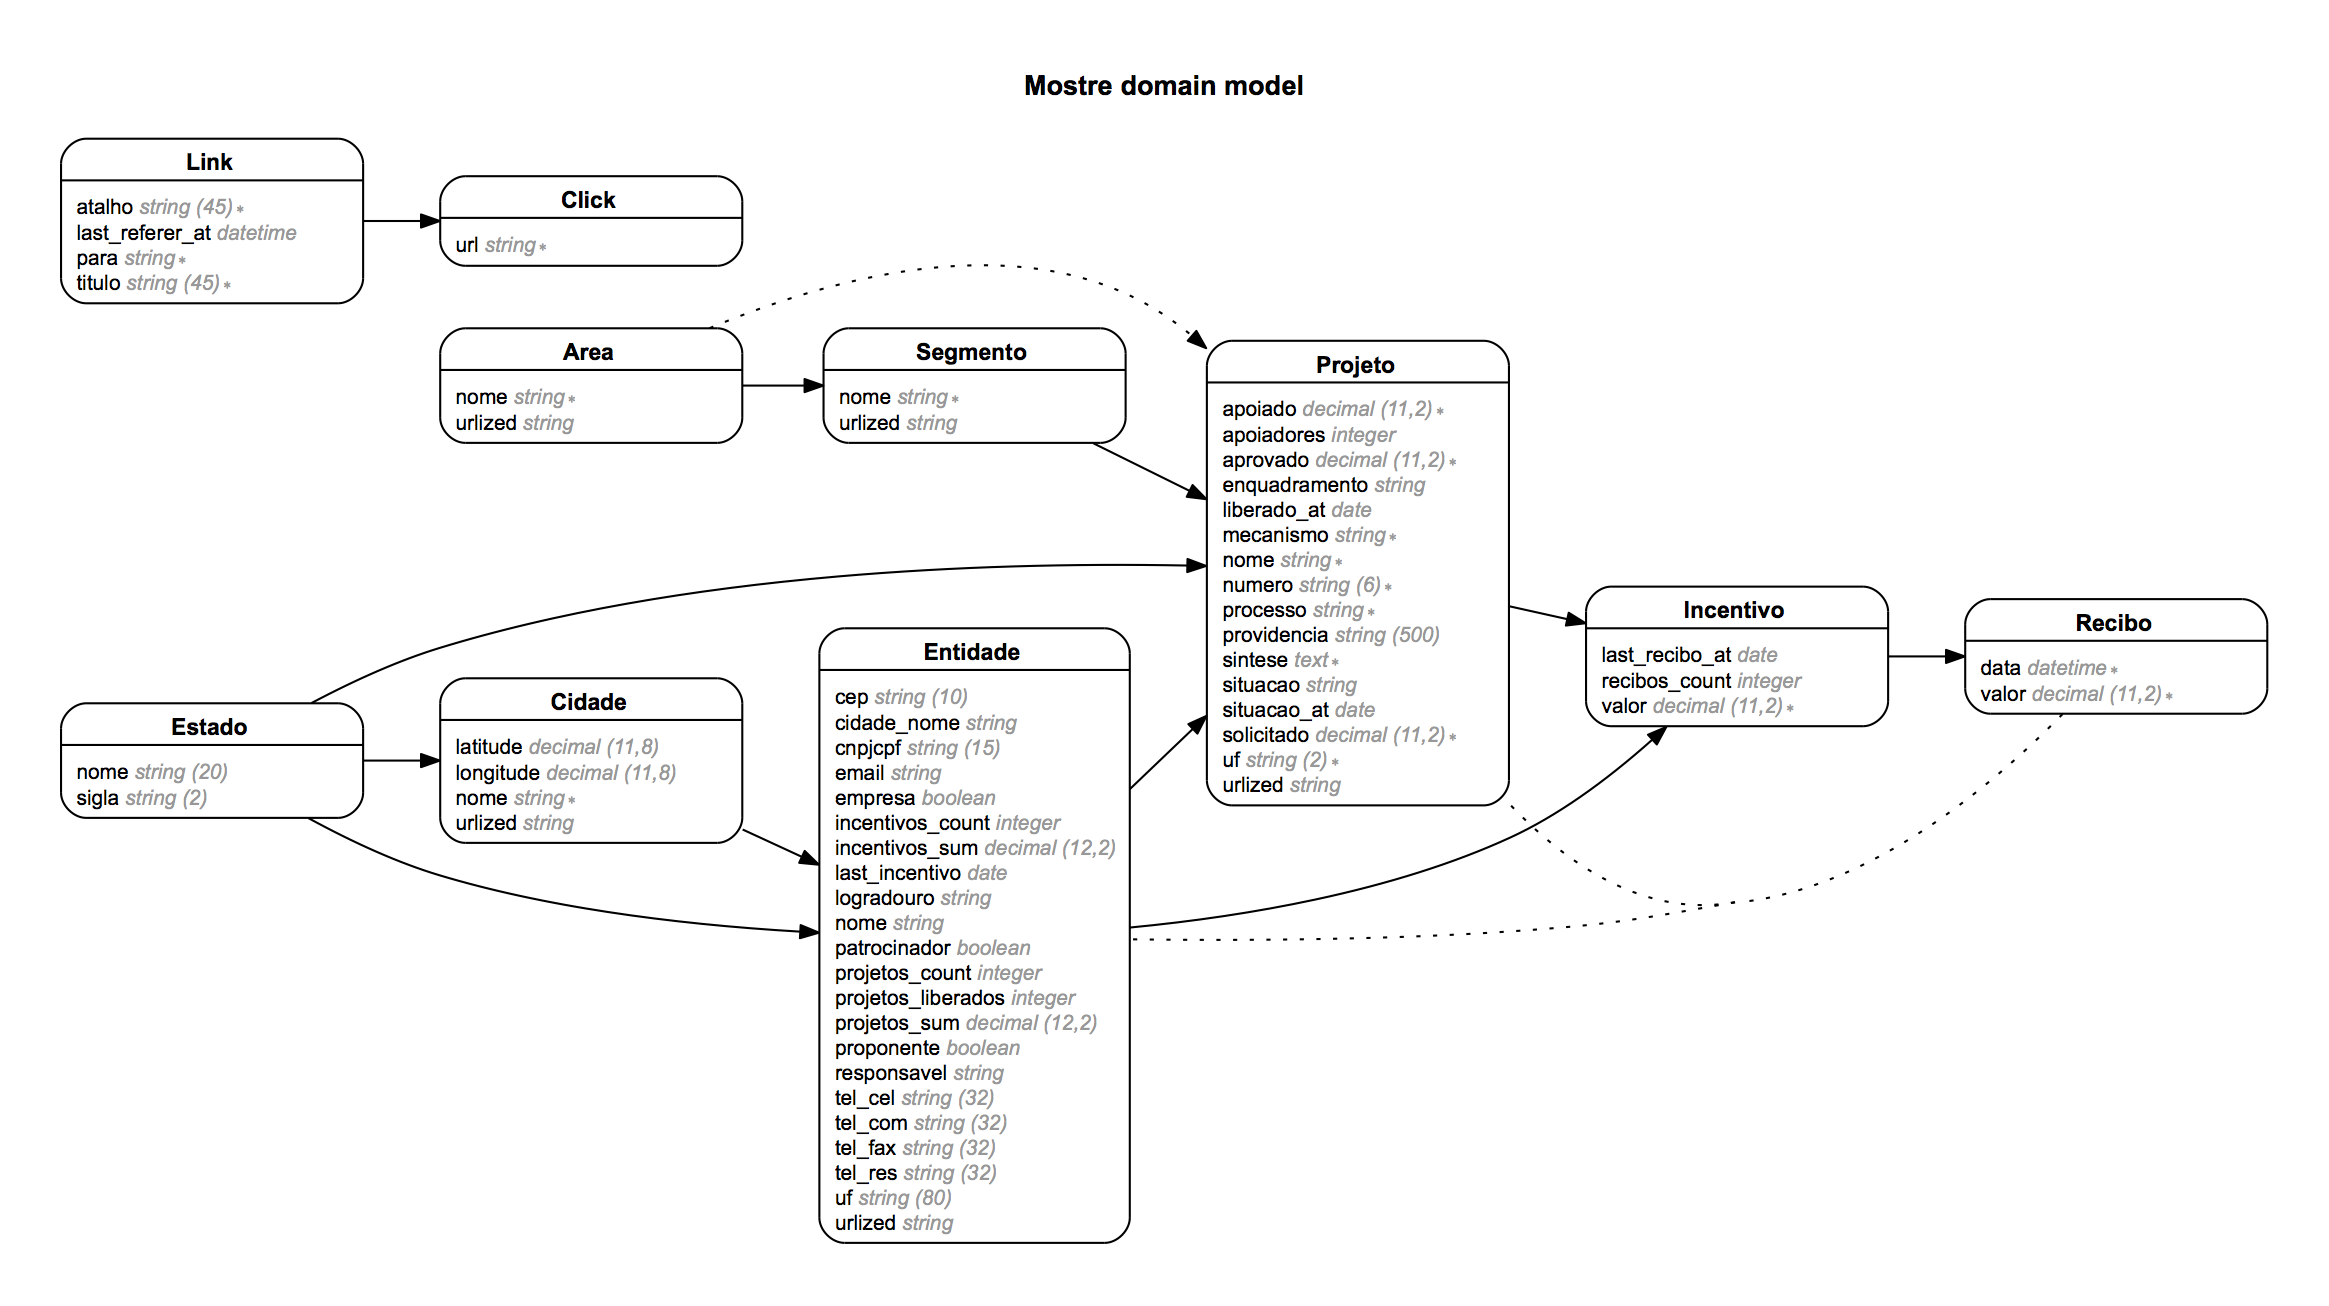 Mostre domain model
Link
atalho string (45) *
last_referer_at datetime
para string *
titulo string (45) *
Click
url string *
Area
nome string *
urlized string
Segmento
nome string *
urlized string
Projeto
apoiado decimal (11,2) *
apoiadores integer
aprovado decimal (11,2) *
enquadramento string
liberado_at date
mecanismo string *
nome string *
numero string (6) *
processo string *
providencia string (500)
sintese text *
situacao string
situacao_at date
solicitado decimal (11,2) *
uf string (2) *
urlized string
Estado
nome string (20)
sigla string (2)
Cidade
latitude decimal (11,8)
longitude decimal (11,8)
nome string *
urlized string
Entidade
cep string (10)
cidade_nome string
cnpjcpf string (15)
email string
empresa boolean
incentivos_count integer
incentivos_sum decimal (12,2)
last_incentivo date
logradouro string
nome string
patrocinador boolean
projetos_count integer
projetos_liberados integer
projetos_sum decimal (12,2)
proponente boolean
responsavel string
tel_cel string (32)
tel_com string (32)
tel_fax string (32)
tel_res string (32)
uf string (80)
urlized string
Incentivo
last_recibo_at date
recibos_count integer
valor decimal (11,2) *
Recibo
data datetime *
valor decimal (11,2) *